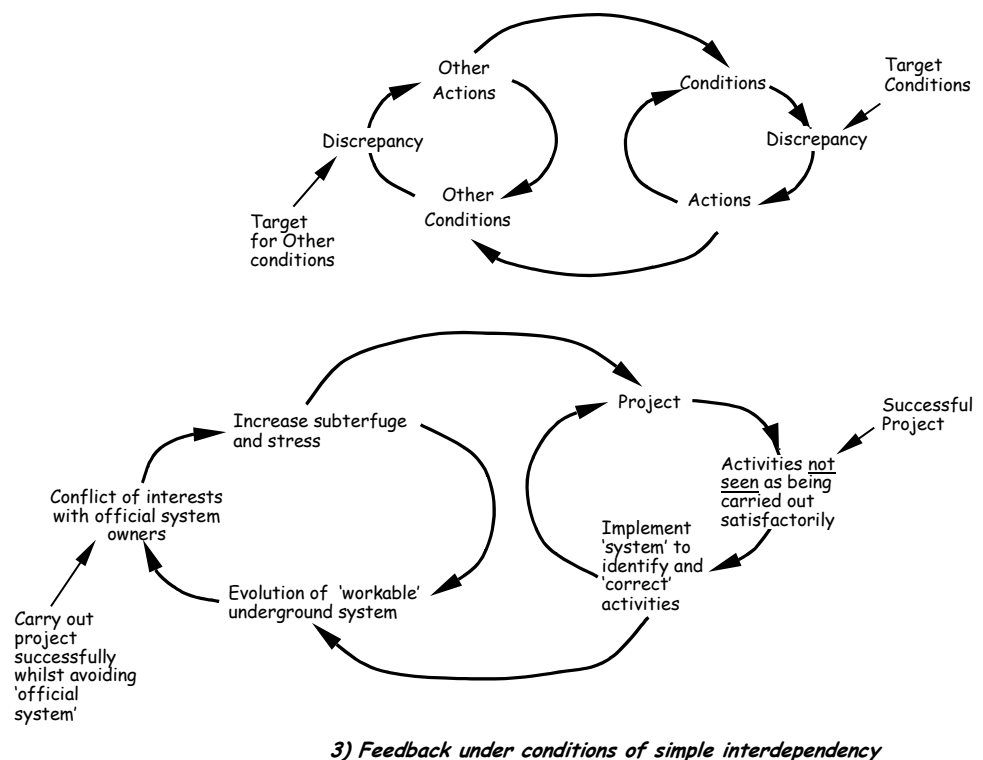 Other
Actions
Conditions
Target
Conditions
Discrepancy
Discrepancy
Other
Conditions
Actions
Target
for Other
conditions
Increase subterfuge
and stress
Project
Successful
Project
Activities not
seen as being
carried out
satisfactorily
Conflict of interests
with official system
owners
Implement
‘system’ to
identify and
‘correct’
activities
Evolution of ‘workable’
underground system
Carry out
project
successfully
whilst avoiding
‘official
system’
3) Feedback under conditions of simple interdependency